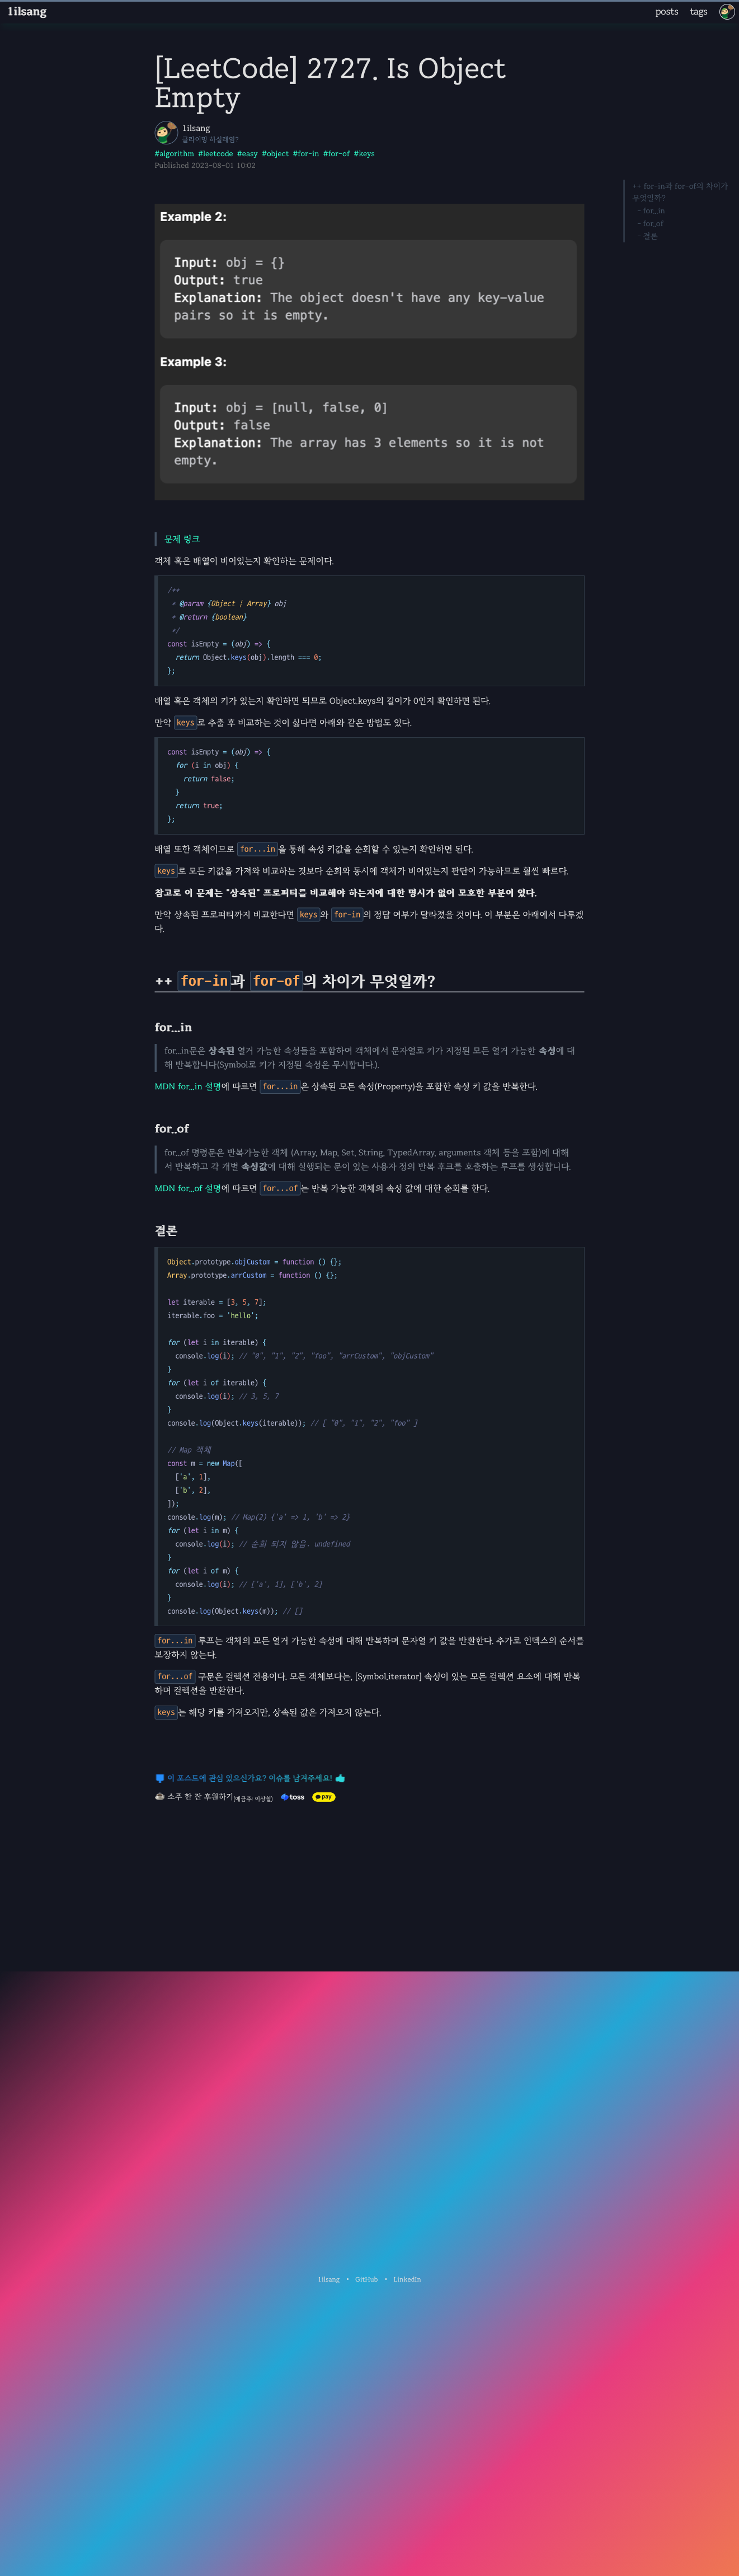 1ilsang
posts
tags
[LeetCode] 2727. Is Object
Empty
1ilsang
클라이밍 하실래염?
#algorithm #leetcode #easy #object #for-in #for-of #keys
Published 2023-08-01 10:02
++ for-in과 for-of의 차이가
무엇일까?
- for...in
- for..of
- 결론
Example 2:
Input: obj = {}
Output: true
Explanation: The object doesn't have any key-value
pairs so it is empty.
Example 3:
Input: obj = [null, false, 0]
Output: false
Explanation: The array has 3 elements so it is not
empty.
문제 링크
객체 혹은 배열이 비어있는지 확인하는 문제이다.
/**
 * @param {Object | Array} obj
 * @return {boolean}
 */
const isEmpty = (obj) => {
  return Object.keys(obj).length === 0;
};
배열 혹은 객체의 키가 있는지 확인하면 되므로 Object.keys의 길이가 0인지 확인하면 된다.
만약 keys로 추출 후 비교하는 것이 싫다면 아래와 같은 방법도 있다.
const isEmpty = (obj) => {
  for (i in obj) {
    return false;
  }
  return true;
};
배열 또한 객체이므로 for...in을 통해 속성 키값을 순회할 수 있는지 확인하면 된다.
keys로 모든 키값을 가져와 비교하는 것보다 순회와 동시에 객체가 비어있는지 판단이 가능하므로 훨씬 빠르다.
참고로 이 문제는 "상속된" 프로퍼티를 비교해야 하는지에 대한 명시가 없어 모호한 부분이 있다.
만약 상속된 프로퍼티까지 비교한다면 keys와 for-in의 정답 여부가 달라졌을 것이다. 이 부분은 아래에서 다루겠
다.
++ for-in과 for-of의 차이가 무엇일까?
for...in
for...in문은 상속된 열거 가능한 속성들을 포함하여 객체에서 문자열로 키가 지정된 모든 열거 가능한 속성에 대
해 반복합니다(Symbol로 키가 지정된 속성은 무시합니다.).
MDN for...in 설명에 따르면 for...in은 상속된 모든 속성(Property)을 포함한 속성 키 값을 반복한다.
for..of
for...of 명령문은 반복가능한 객체 (Array, Map, Set, String, TypedArray, arguments 객체 등을 포함)에 대해
서 반복하고 각 개별 속성값에 대해 실행되는 문이 있는 사용자 정의 반복 후크를 호출하는 루프를 생성합니다.
MDN for...of 설명에 따르면 for...of는 반복 가능한 객체의 속성 값에 대한 순회를 한다.
결론
Object.prototype.objCustom = function () {};
Array.prototype.arrCustom = function () {};
let iterable = [3, 5, 7];
iterable.foo = 'hello';
for (let i in iterable) {
  console.log(i); // "0", "1", "2", "foo", "arrCustom", "objCustom"
}
for (let i of iterable) {
  console.log(i); // 3, 5, 7
}
console.log(Object.keys(iterable)); // [ "0", "1", "2", "foo" ]
// Map 객체
const m = new Map([
  ['a', 1],
  ['b', 2],
]);
console.log(m); // Map(2) {'a' => 1, 'b' => 2}
for (let i in m) {
  console.log(i); // 순회 되지 않음. undefined
}
for (let i of m) {
  console.log(i); // ['a', 1], ['b', 2]
}
console.log(Object.keys(m)); // []
for...in 루프는 객체의 모든 열거 가능한 속성에 대해 반복하며 문자열 키 값을 반환한다. 추가로 인덱스의 순서를
보장하지 않는다.
for...of 구문은 컬렉션 전용이다. 모든 객체보다는, [Symbol.iterator] 속성이 있는 모든 컬렉션 요소에 대해 반복
하며 컬렉션을 반환한다.
keys는 해당 키를 가져오지만, 상속된 값은 가져오지 않는다.
이 포스트에 관심 있으신가요? 이슈를 남겨주세요!
소주 한 잔 후원하기(예금주: 이상철) toss pay
1ilsang • GitHub • LinkedIn